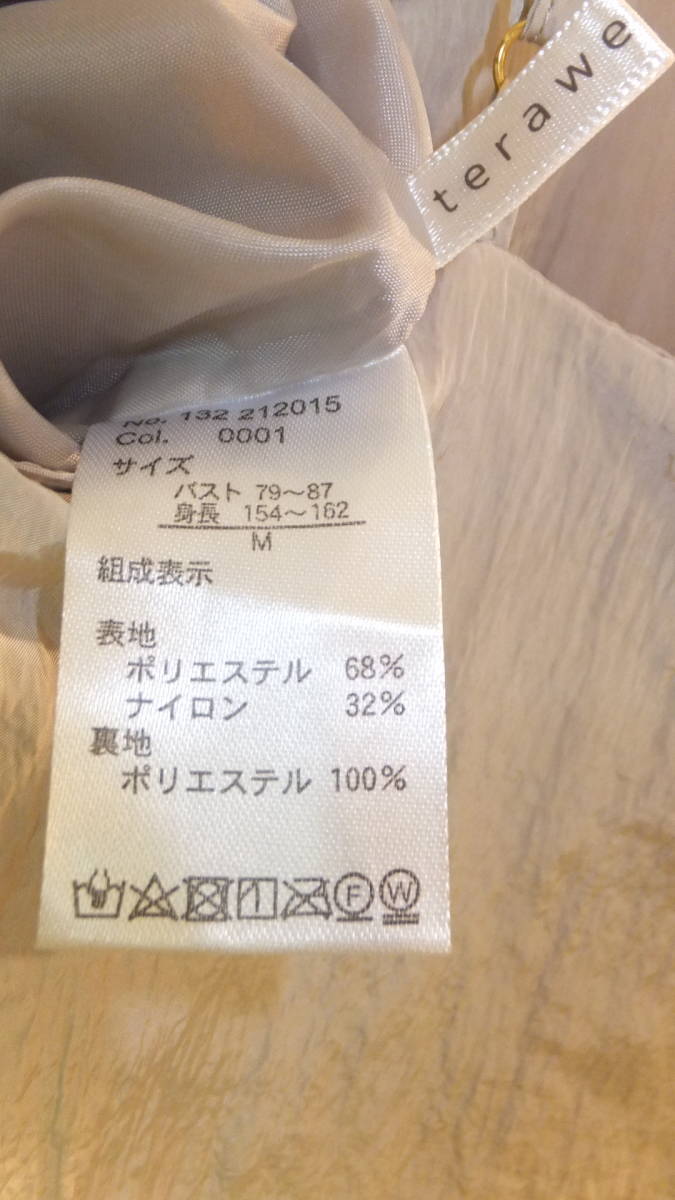 terawe
No. 132 212015
Col. 0001
サイズ
バスト 79～87
身長 154～162
M
組成表示
表地
ポリエステル 68%
ナイロン 32%
裏地
ポリエステル 100%
F W